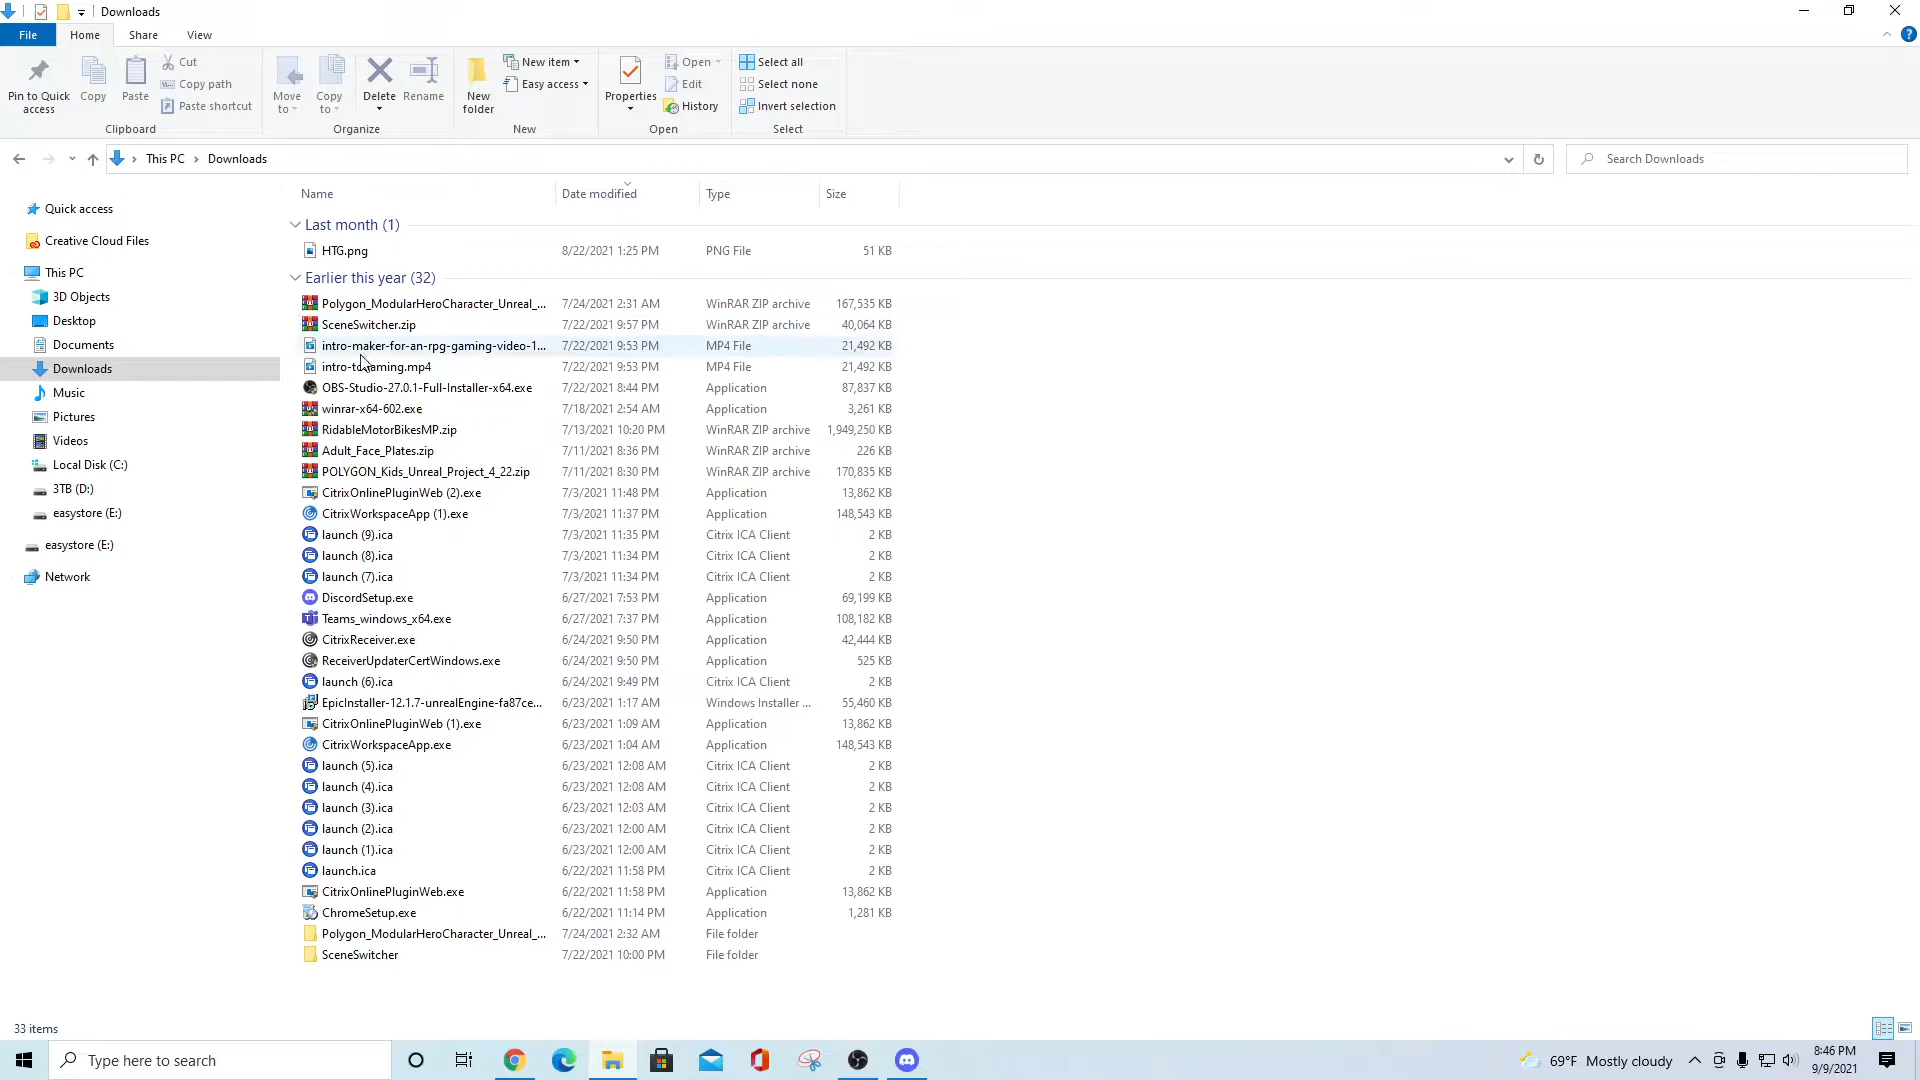 Downloads
File Home Share View
Pin to Quick access
Copy
Paste
Cut
Copy path
Paste shortcut
Clipboard
Move to
Copy to
Delete
Rename
Organize
New folder
New item
Easy access
New
Properties
Open
Edit
History
Open
Select all
Select none
Invert selection
Select
This PC > Downloads
Search Downloads
Quick access
Creative Cloud Files
This PC
3D Objects
Desktop
Documents
Downloads
Music
Pictures
Videos
Local Disk (C:)
3TB (D:)
easystore (E:)
easystore (E:)
Network
Name Date modified Type Size
Last month (1)
HTG.png 8/22/2021 1:25 PM PNG File 51 KB
Earlier this year (32)
Polygon_ModularHeroCharacter_Unreal_... 7/24/2021 2:31 AM WinRAR ZIP archive 167,535 KB
SceneSwitcher.zip 7/22/2021 9:57 PM WinRAR ZIP archive 40,064 KB
intro-maker-for-an-rpg-gaming-video-1... 7/22/2021 9:53 PM MP4 File 21,492 KB
7/22/2021 9:53 PM MP4 File 21,492 KB
OBS-Studio-27.0.1-Full-Installer-x64.exe 7/22/2021 8:44 PM Application 87,837 KB
winrar-x64-602.exe 7/18/2021 2:54 AM Application 3,261 KB
RidableMotorBikesMP.zip 7/13/2021 10:20 PM WinRAR ZIP archive 1,949,250 KB
Adult_Face_Plates.zip 7/11/2021 8:36 PM WinRAR ZIP archive 226 KB
POLYGON_Kids_Unreal_Project_4_22.zip 7/11/2021 8:30 PM WinRAR ZIP archive 170,835 KB
CitrixOnlinePluginWeb (2).exe 7/3/2021 11:48 PM Application 13,862 KB
CitrixWorkspaceApp (1).exe 7/3/2021 11:37 PM Application 148,543 KB
launch (9).ica 7/3/2021 11:35 PM Citrix ICA Client 2 KB
launch (8).ica 7/3/2021 11:34 PM Citrix ICA Client 2 KB
launch (7).ica 7/3/2021 11:34 PM Citrix ICA Client 2 KB
DiscordSetup.exe 6/27/2021 7:53 PM Application 69,199 KB
Teams_windows_x64.exe 6/27/2021 7:37 PM Application 108,182 KB
CitrixReceiver.exe 6/24/2021 9:50 PM Application 42,444 KB
ReceiverUpdaterCertWindows.exe 6/24/2021 9:50 PM Application 525 KB
launch (6).ica 6/24/2021 9:49 PM Citrix ICA Client 2 KB
EpicInstaller-12.1.7-unrealEngine-fa87ce... 6/23/2021 1:17 AM Windows Installer ... 55,460 KB
CitrixOnlinePluginWeb (1).exe 6/23/2021 1:09 AM Application 13,862 KB
CitrixWorkspaceApp.exe 6/23/2021 1:04 AM Application 148,543 KB
launch (5).ica 6/23/2021 12:08 AM Citrix ICA Client 2 KB
launch (4).ica 6/23/2021 12:08 AM Citrix ICA Client 2 KB
launch (3).ica 6/23/2021 12:03 AM Citrix ICA Client 2 KB
launch (2).ica 6/23/2021 12:00 AM Citrix ICA Client 2 KB
launch (1).ica 6/23/2021 12:00 AM Citrix ICA Client 2 KB
launch.ica 6/22/2021 11:58 PM Citrix ICA Client 2 KB
CitrixOnlinePluginWeb.exe 6/22/2021 11:58 PM Application 13,862 KB
ChromeSetup.exe 6/22/2021 11:14 PM Application 1,281 KB
Polygon_ModularHeroCharacter_Unreal_... 7/24/2021 2:32 AM File folder
SceneSwitcher 7/22/2021 10:00 PM File folder
33 items
Type here to search
69°F Mostly cloudy
8:46 PM
9/9/2021